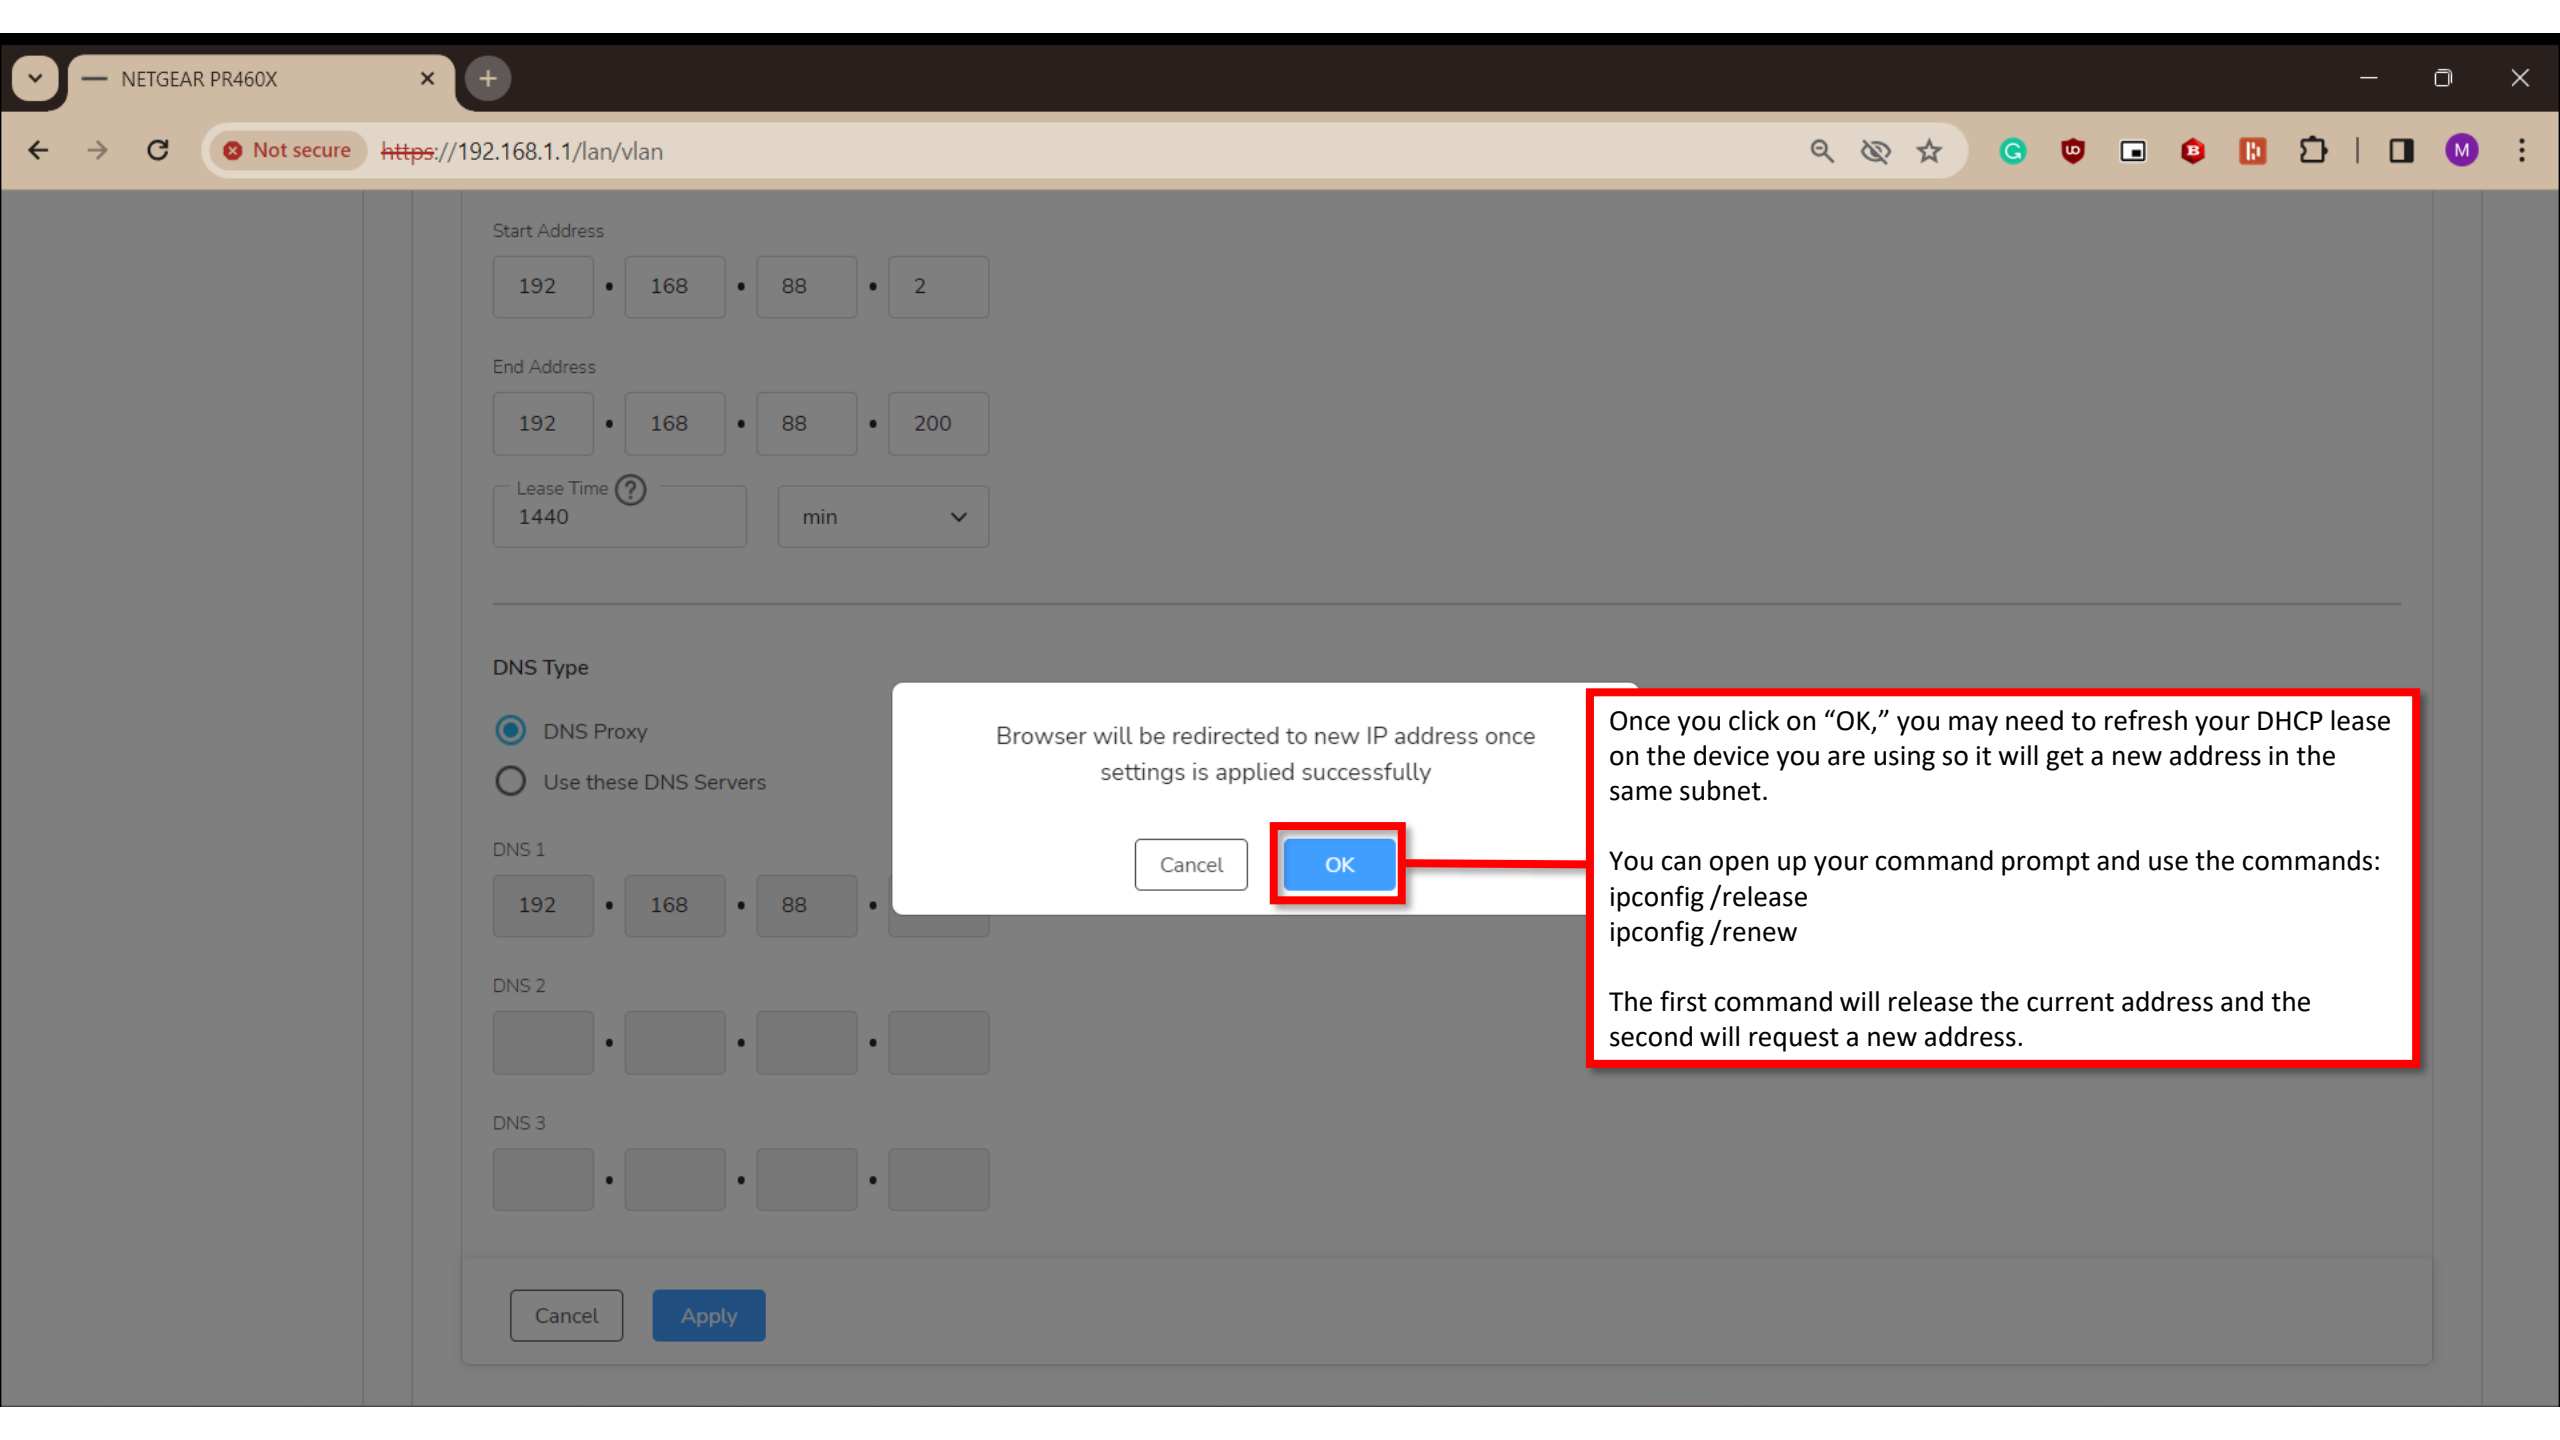 NETGEAR PR460X
Not secure https://192.168.1.1/lan/vlan
G
B
M
Start Address
192 • 168 • 88 • 2
End Address
192 • 168 • 88 • 200
Lease Time ?
1440 min
DNS Type
DNS Proxy
Use these DNS Servers
DNS 1
192 • 168 • 88 •
DNS 2
• • •
DNS 3
• • •
Cancel Apply
Browser will be redirected to new IP address once
settings is applied successfully
Cancel OK
Once you click on “OK,” you may need to refresh your DHCP lease
on the device you are using so it will get a new address in the
same subnet.
You can open up your command prompt and use the commands:
ipconfig /release
ipconfig /renew
The first command will release the current address and the
second will request a new address.